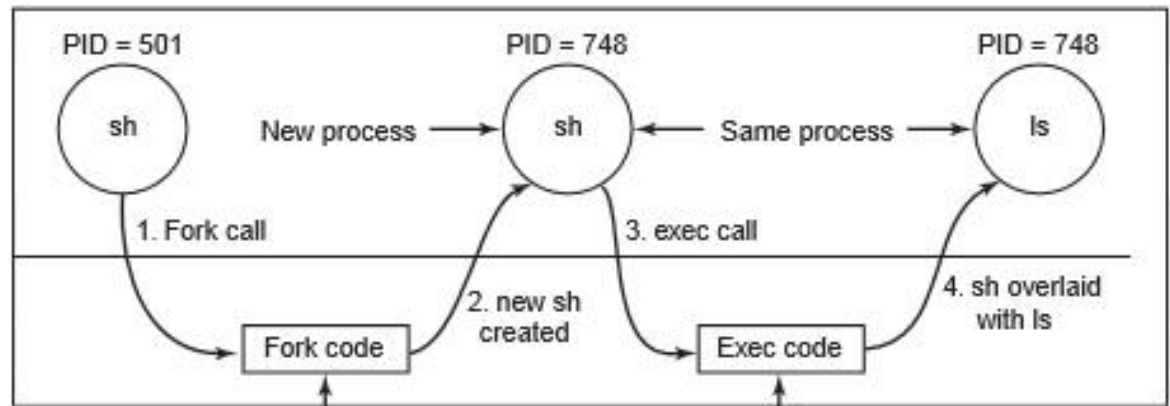 PID = 501
PID = 748
PID = 748
sh
New process
sh
Same process
ls
1. Fork call
3. exec call
2. new sh
created
4. sh overlaid
with ls
Fork code
Exec code